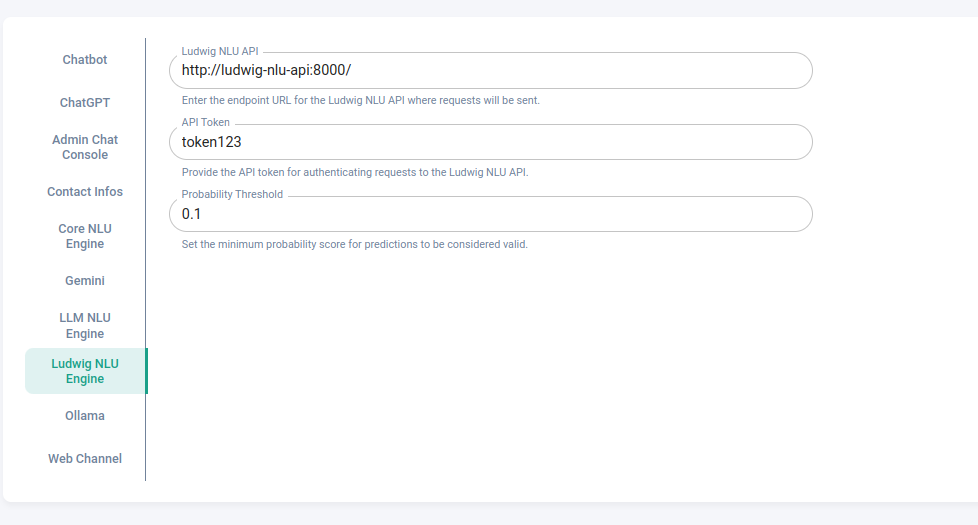 Chatbot
ChatGPT
Admin Chat
Console
Contact Infos
Core NLU
Engine
Gemini
LLM NLU
Engine
Ludwig NLU
Engine
Ollama
Web Channel
Ludwig NLU API
http://ludwig-nlu-api:8000/
Enter the endpoint URL for the Ludwig NLU API where requests will be sent.
API Token
token123
Provide the API token for authenticating requests to the Ludwig NLU API.
Probability Threshold
0.1
Set the minimum probability score for predictions to be considered valid.